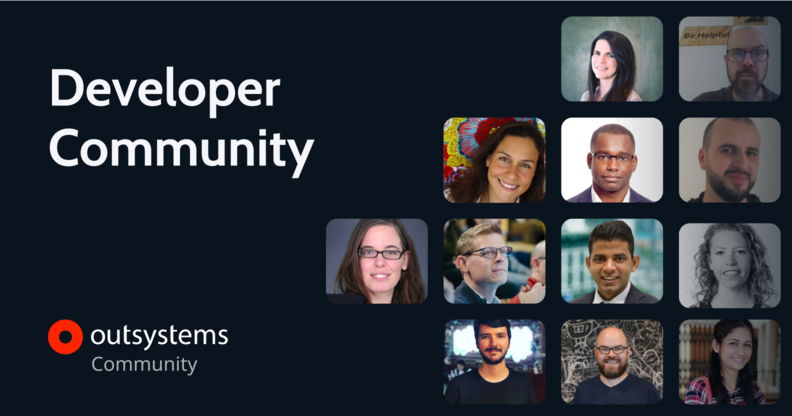 Developer
Community
Be Helpful
outsystems
Community